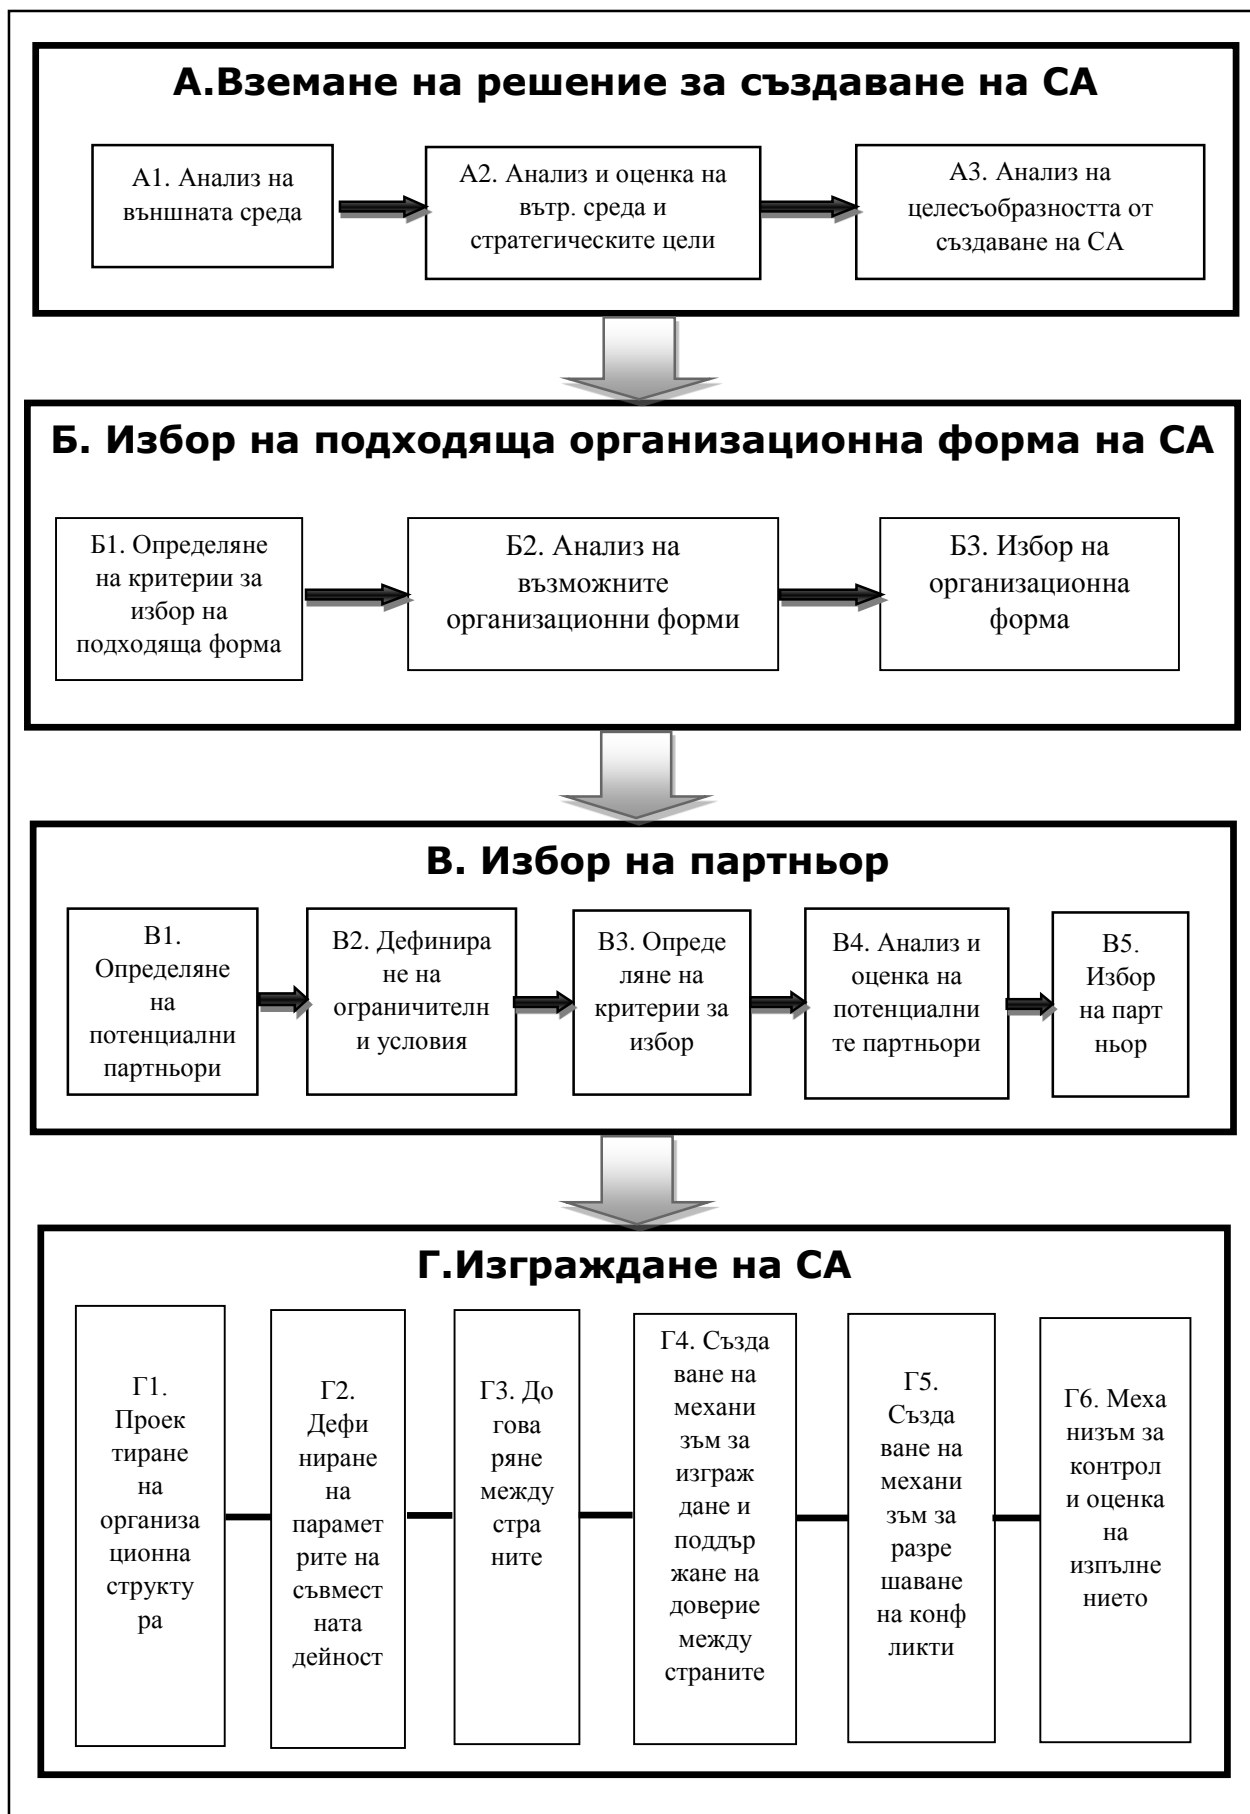 А.Вземане на решение за създаване на СА
А1. Анализ на
външната среда
А2. Анализ и оценка на
вътр. среда и
стратегическите цели
А3. Анализ на
целесъобразността от
създаване на СА
Б. Избор на подходяща организационна форма на СА
Б1. Определяне
на критерии за
избор на
подходяща форма
Б2. Анализ на
възможните
организационни форми
Б3. Избор на
организационна
форма
В. Избор на партньор
В1.
Определяне
на
потенциални
партньори
В2. Дефинира
не на
ограничителн
и условия
В3. Опреде
ляне на
критерии за
избор
В4. Анализ и
оценка на
потенциални
те партньори
В5.
Избор
на парт
ньор
Г.Изграждане на СА
Г1.
Проек
тиране
на
организа
ционна
структу
ра
Г2.
Дефи
ниране
на
парамет
рите на
съвмест
ната
дейност
Г3. До
гова
ряне
между
стра
ните
Г4. Създа
ване на
механи
зъм за
изграж
дане и
поддър
жане на
доверие
между
страните
Г5.
Създа
ване на
механи
зъм за
разре
шаване
на конф
ликти
Г6. Меха
низъм за
контрол
и оценка
на
изпълне
нието